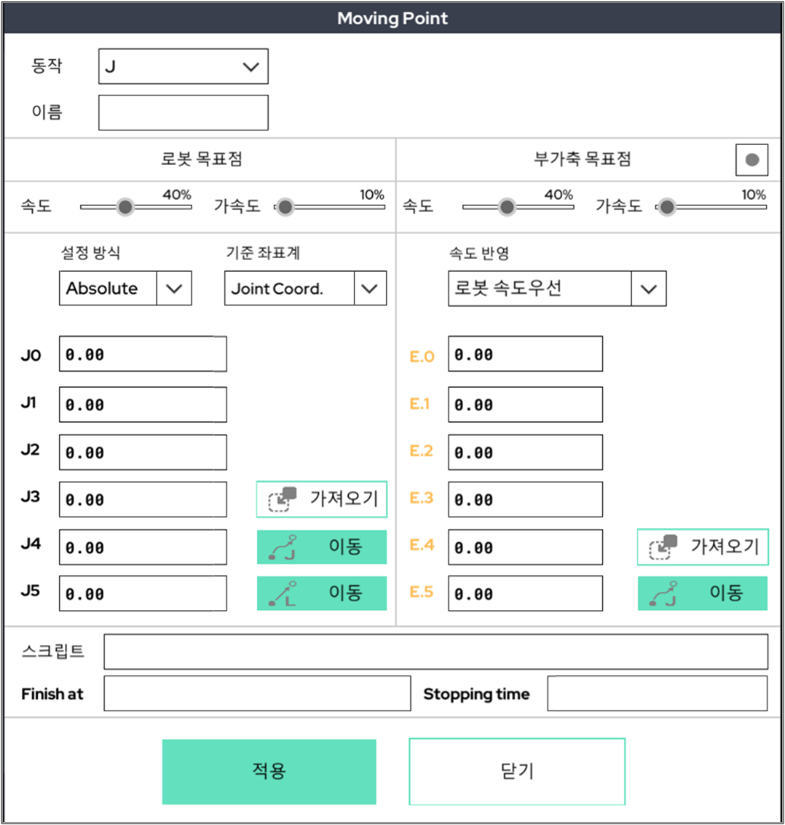 Moving Point
동작 J
이름
로봇 목표점 부가축 목표점
속도 40% 가속도 10% 속도 40% 가속도 10%
설정 방식 기준 좌표계 속도 반영
Absolute Joint Coord. 로봇 속도우선
J0 0.00 E.0 0.00
J1 0.00 E.1 0.00
J2 0.00 E.2 0.00
J3 0.00 가져오기 E.3 0.00
J4 0.00 J 이동 E.4 0.00 가져오기
J5 0.00 L 이동 E.5 0.00 J 이동
스크립트
Finish at Stopping time
적용 닫기